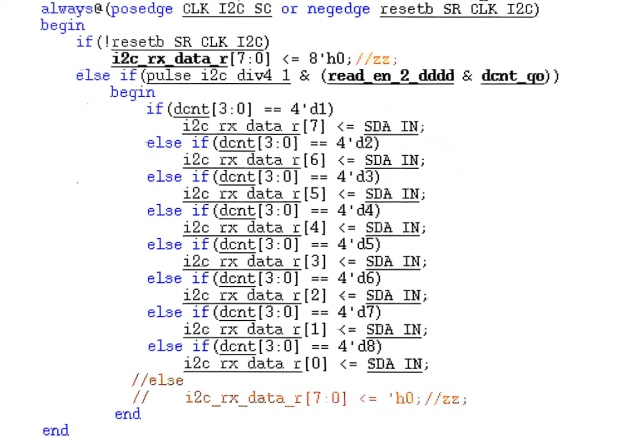 always@(posedge CLK_I2C_SC or negedge resetb_SR_CLK_I2C)
begin
if(!resetb_SR_CLK_I2C)
i2c_rx_data_r[7:0] <= 8'h0;//zz;
else if(pulse_i2c_div4_1 & (read_en_2_dddd & dcnt_go))
begin
if(dcnt[3:0] == 4'd1)
i2c_rx_data_r[7] <= SDA_IN;
else if(dcnt[3:0] == 4'd2)
i2c_rx_data_r[6] <= SDA_IN;
else if(dcnt[3:0] == 4'd3)
i2c_rx_data_r[5] <= SDA_IN;
else if(dcnt[3:0] == 4'd4)
i2c_rx_data_r[4] <= SDA_IN;
else if(dcnt[3:0] == 4'd5)
i2c_rx_data_r[3] <= SDA_IN;
else if(dcnt[3:0] == 4'd6)
i2c_rx_data_r[2] <= SDA_IN;
else if(dcnt[3:0] == 4'd7)
i2c_rx_data_r[1] <= SDA_IN;
else if(dcnt[3:0] == 4'd8)
i2c_rx_data_r[0] <= SDA_IN;
//else
// i2c_rx_data_r[7:0] <= 'h0;//zz;
end
end